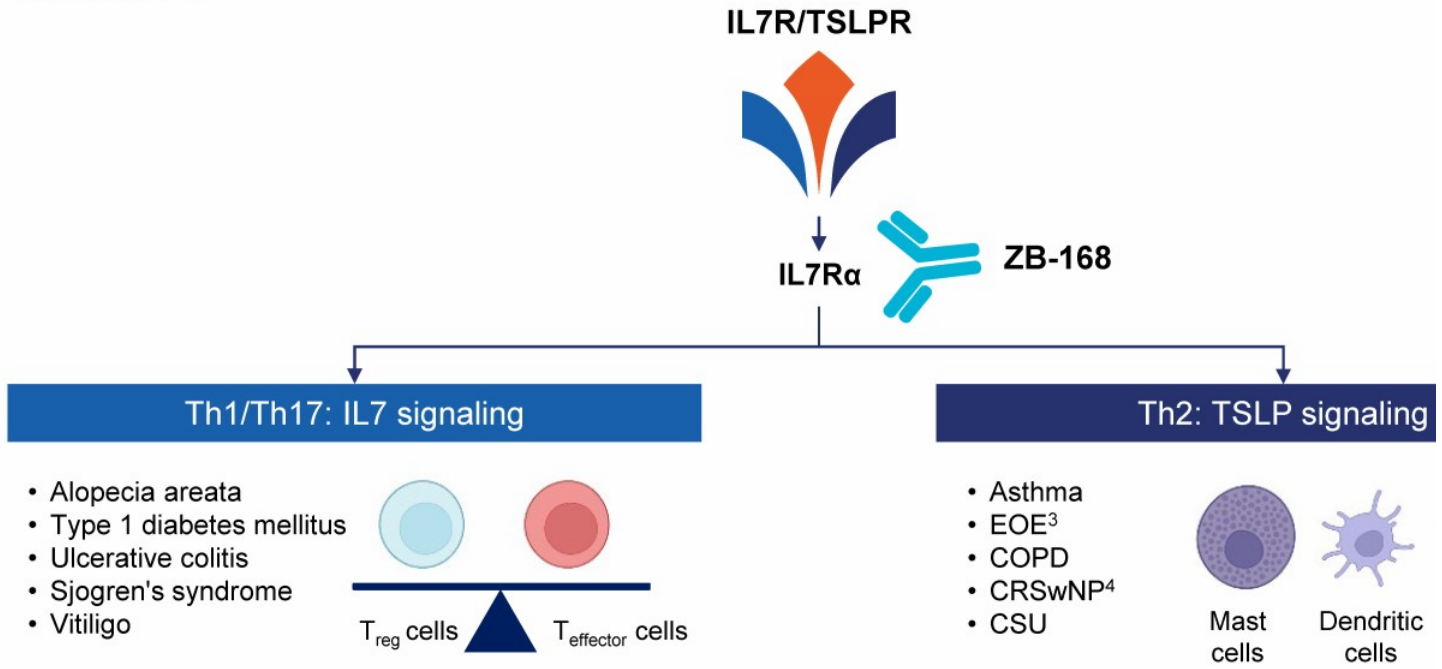 IL7R/TSLPR
IL7Rα
ZB-168
Th1/Th17: IL7 signaling
• Alopecia areata
• Type 1 diabetes mellitus
• Ulcerative colitis
• Sjogren's syndrome
• Vitiligo
Treg cells
Teffector cells
Th2: TSLP signaling
• Asthma
• EOE³
• COPD
• CRSwNP⁴
• CSU
Mast
cells
Dendritic
cells